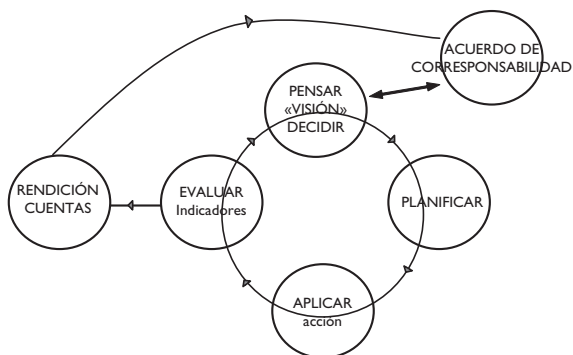 ACUERDO DE
CORRESPONSABILIDAD
PENSAR
«VISIÓN»
DECIDIR
RENDICIÓN
CUENTAS
EVALUAR
Indicadores
PLANIFICAR
APLICAR
acción